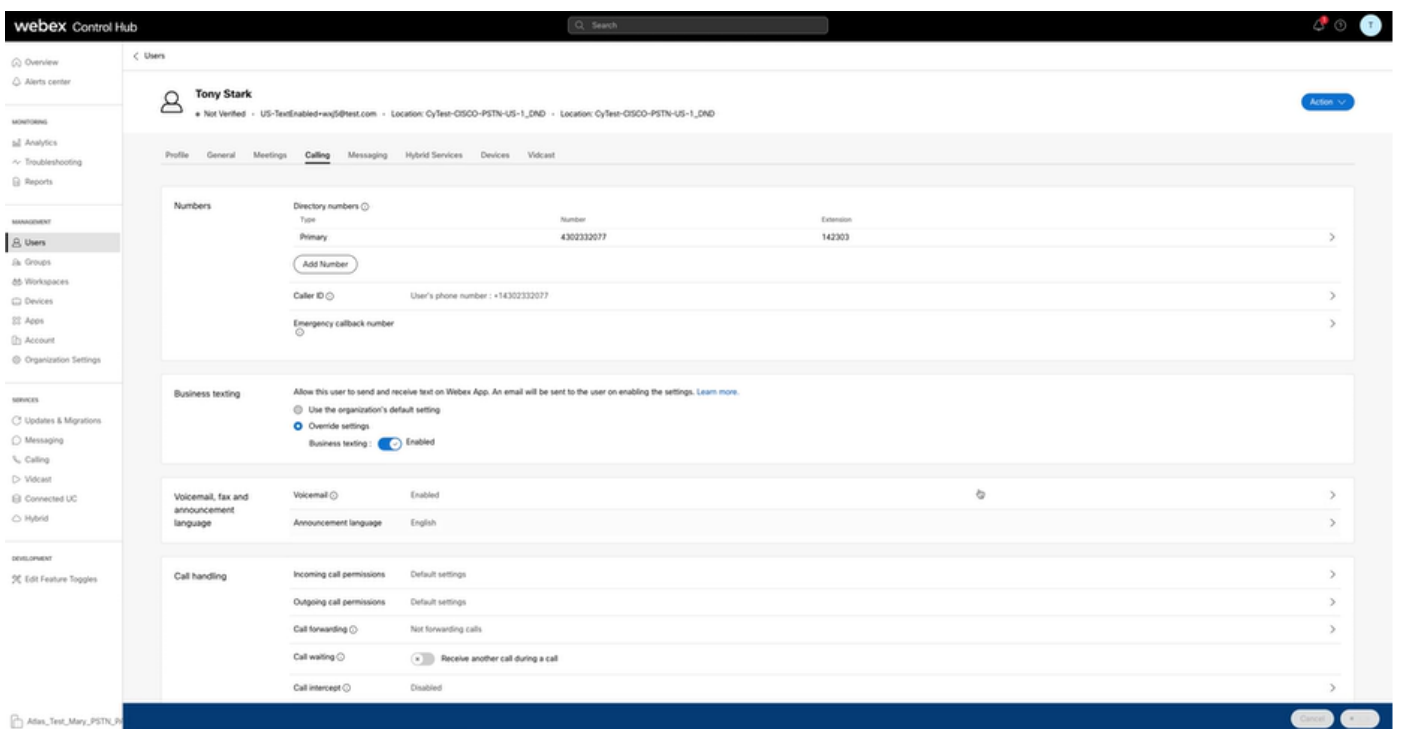 webex Control Hub
Search
T
Overview
Alerts center
MONITORING
Analytics
Troubleshooting
Reports
MANAGEMENT
Users
Groups
Workspaces
Devices
Apps
Account
Organization Settings
SERVICES
Updates & Migrations
Messaging
Calling
Vidcast
Connected UC
Hybrid
DEVELOPMENT
Edit Feature Toggles
Atlas_Test_Mary_PSTN_
Users
Tony Stark
Not Verified
US-TextEnabled+wxj5@test.com
Location: CyTest-CISCO-PSTN-US-1_DND
Location: CyTest-CISCO-PSTN-US-1_DND
Action
Profile General Meetings Calling Messaging Hybrid Services Devices Vidcast
Numbers
Directory numbers
Type Number Extension
Primary 4302332077 142303
Add Number
Caller ID User's phone number : +14302332077
Emergency callback number
Business texting
Allow this user to send and receive text on Webex App. An email will be sent to the user on enabling the settings. Learn more.
Use the organization's default setting
Override settings
Business texting : Enabled
Voicemail, fax and
announcement
language
Voicemail Enabled
Announcement language English
Call handling
Incoming call permissions Default settings
Outgoing call permissions Default settings
Call forwarding Not forwarding calls
Call waiting Receive another call during a call
Call intercept Disabled
Cancel